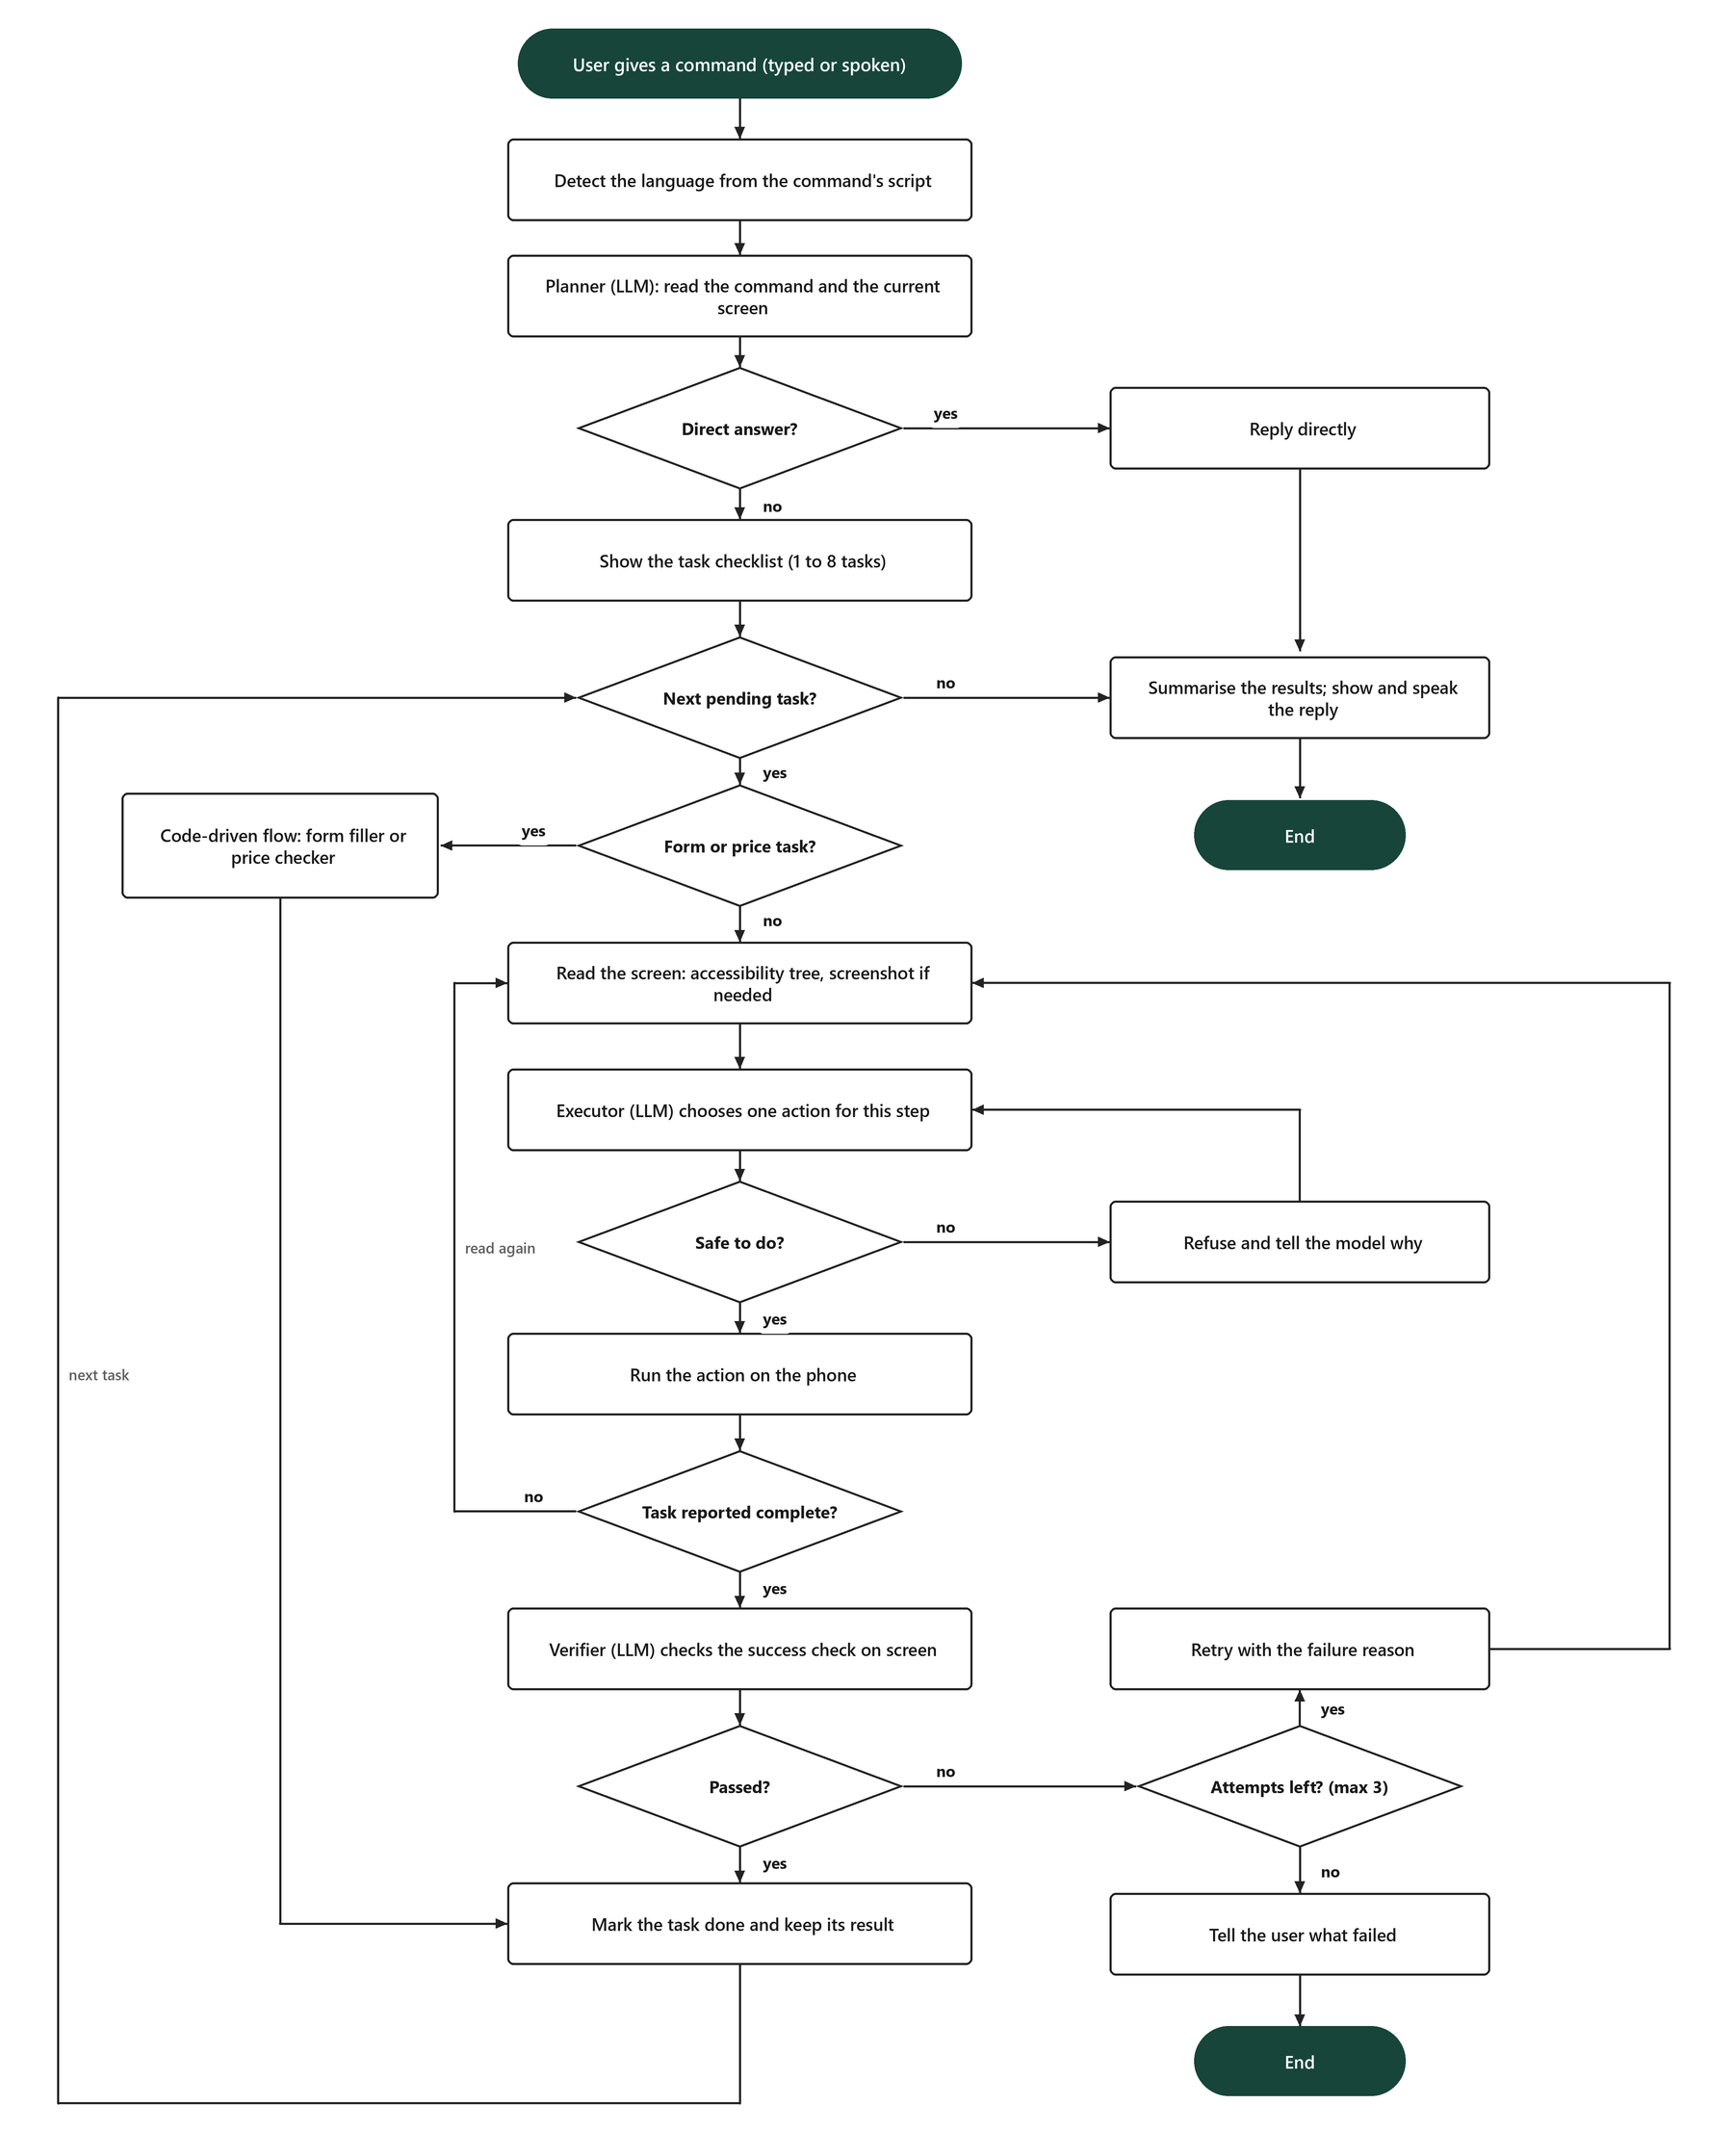 User gives a command (typed or spoken)
Detect the language from the command's script
Planner (LLM): read the command and the current
screen
Direct answer?
yes
Reply directly
no
Show the task checklist (1 to 8 tasks)
Next pending task?
no
Summarise the results; show and speak
the reply
yes
End
Code-driven flow: form filler or
price checker
yes
Form or price task?
no
Read the screen: accessibility tree, screenshot if
needed
Executor (LLM) chooses one action for this step
read again
Safe to do?
no
Refuse and tell the model why
yes
next task
Run the action on the phone
no
Task reported complete?
yes
Verifier (LLM) checks the success check on screen
Retry with the failure reason
yes
Passed?
no
Attempts left? (max 3)
yes
no
Mark the task done and keep its result
Tell the user what failed
End